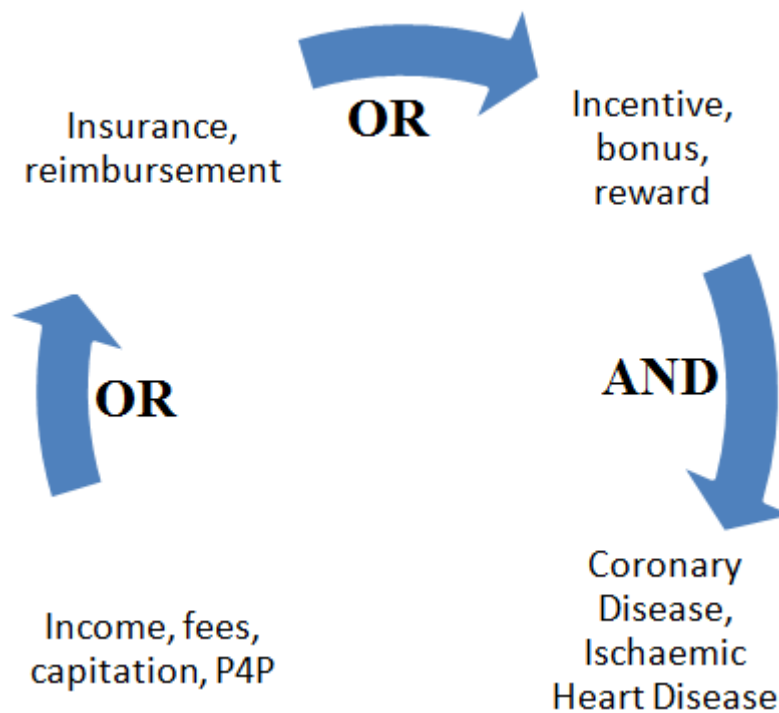 Insurance,
reimbursement
OR
Incentive,
bonus,
reward
AND
OR
Income, fees,
capitation, P4P
Coronary
Disease,
Ischaemic
Heart Disease